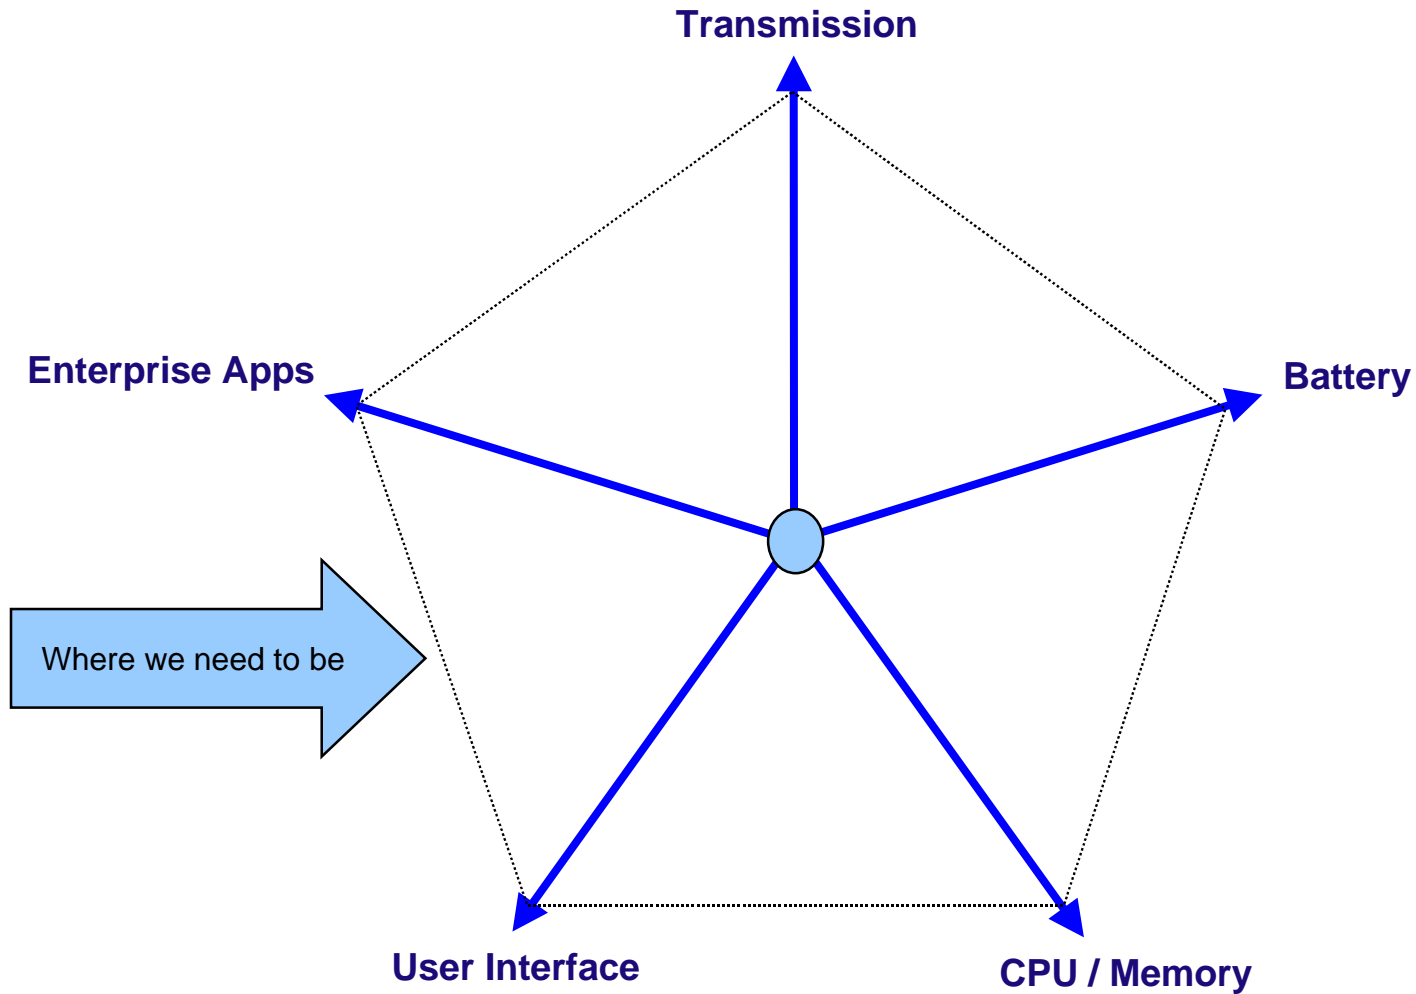 Transmission
Enterprise Apps
Battery
Where we need to be
User Interface
CPU / Memory